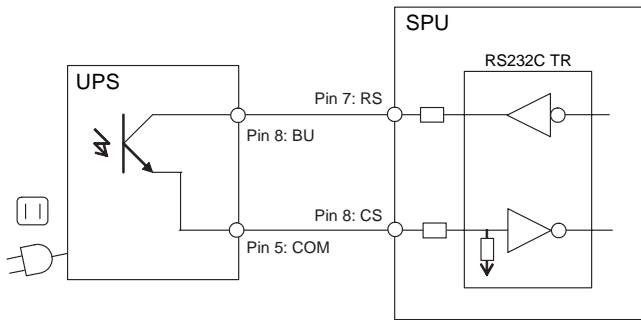 SPU
RS232C TR
UPS
Pin 7: RS
Pin 8: BU
Pin 8: CS
Pin 5: COM